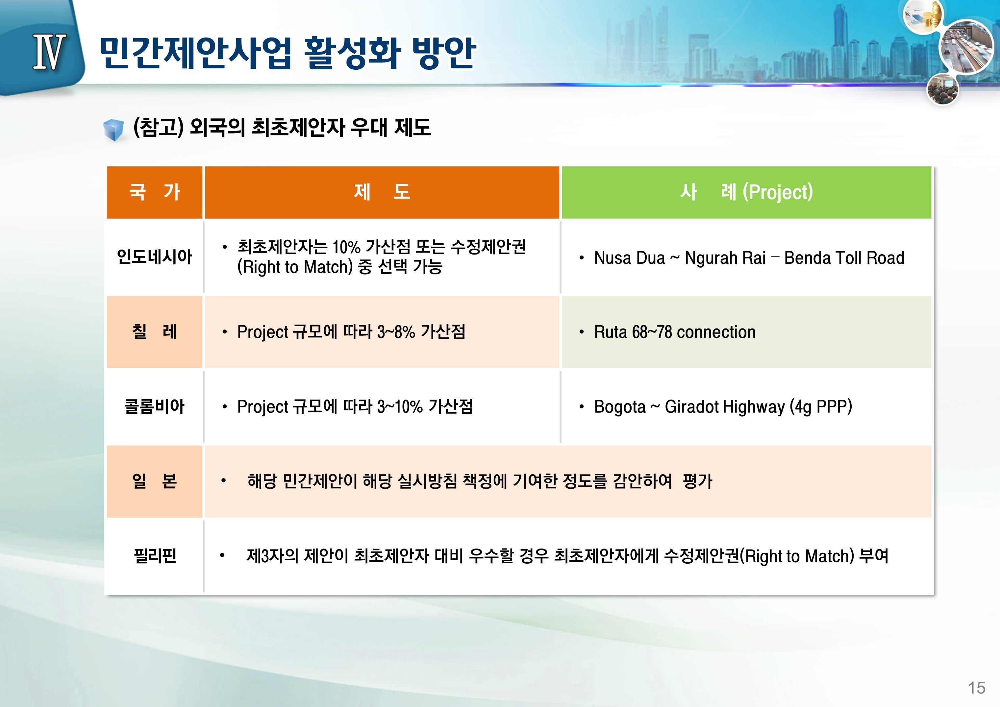 Ⅳ
민간제안사업 활성화 방안
(참고) 외국의 최초제안자 우대 제도
국 가
제 도
사 례 (Project)
인도네시아
• 최초제안자는 10% 가산점 또는 수정제안권
(Right to Match) 중 선택 가능
• Nusa Dua ~ Ngurah Rai – Benda Toll Road
칠 레
• Project 규모에 따라 3~8% 가산점
• Ruta 68~78 connection
콜롬비아
• Project 규모에 따라 3~10% 가산점
• Bogota ~ Giradot Highway (4g PPP)
일 본
• 해당 민간제안이 해당 실시방침 책정에 기여한 정도를 감안하여 평가
필리핀
• 제3자의 제안이 최초제안자 대비 우수할 경우 최초제안자에게 수정제안권(Right to Match) 부여
15